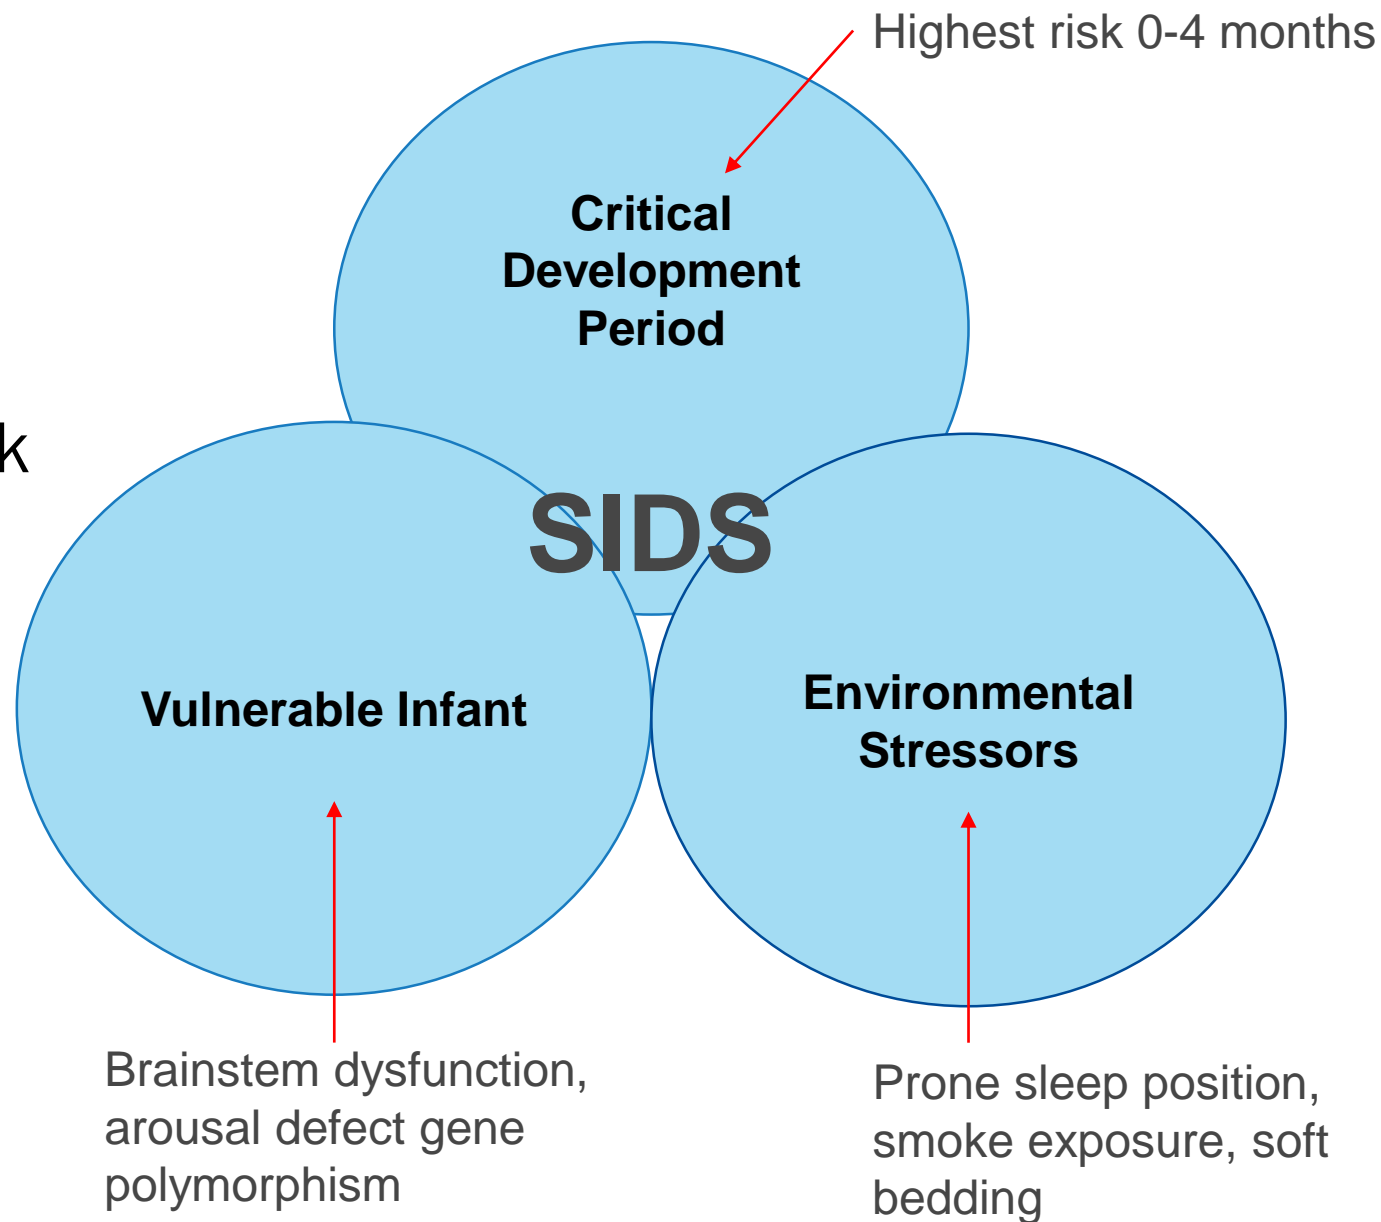 Highest risk 0-4 months
Critical
Development
Period
k
SIDS
Vulnerable Infant
Environmental
Stressors
Brainstem dysfunction,
arousal defect gene
polymorphism
Prone sleep position,
smoke exposure, soft
bedding